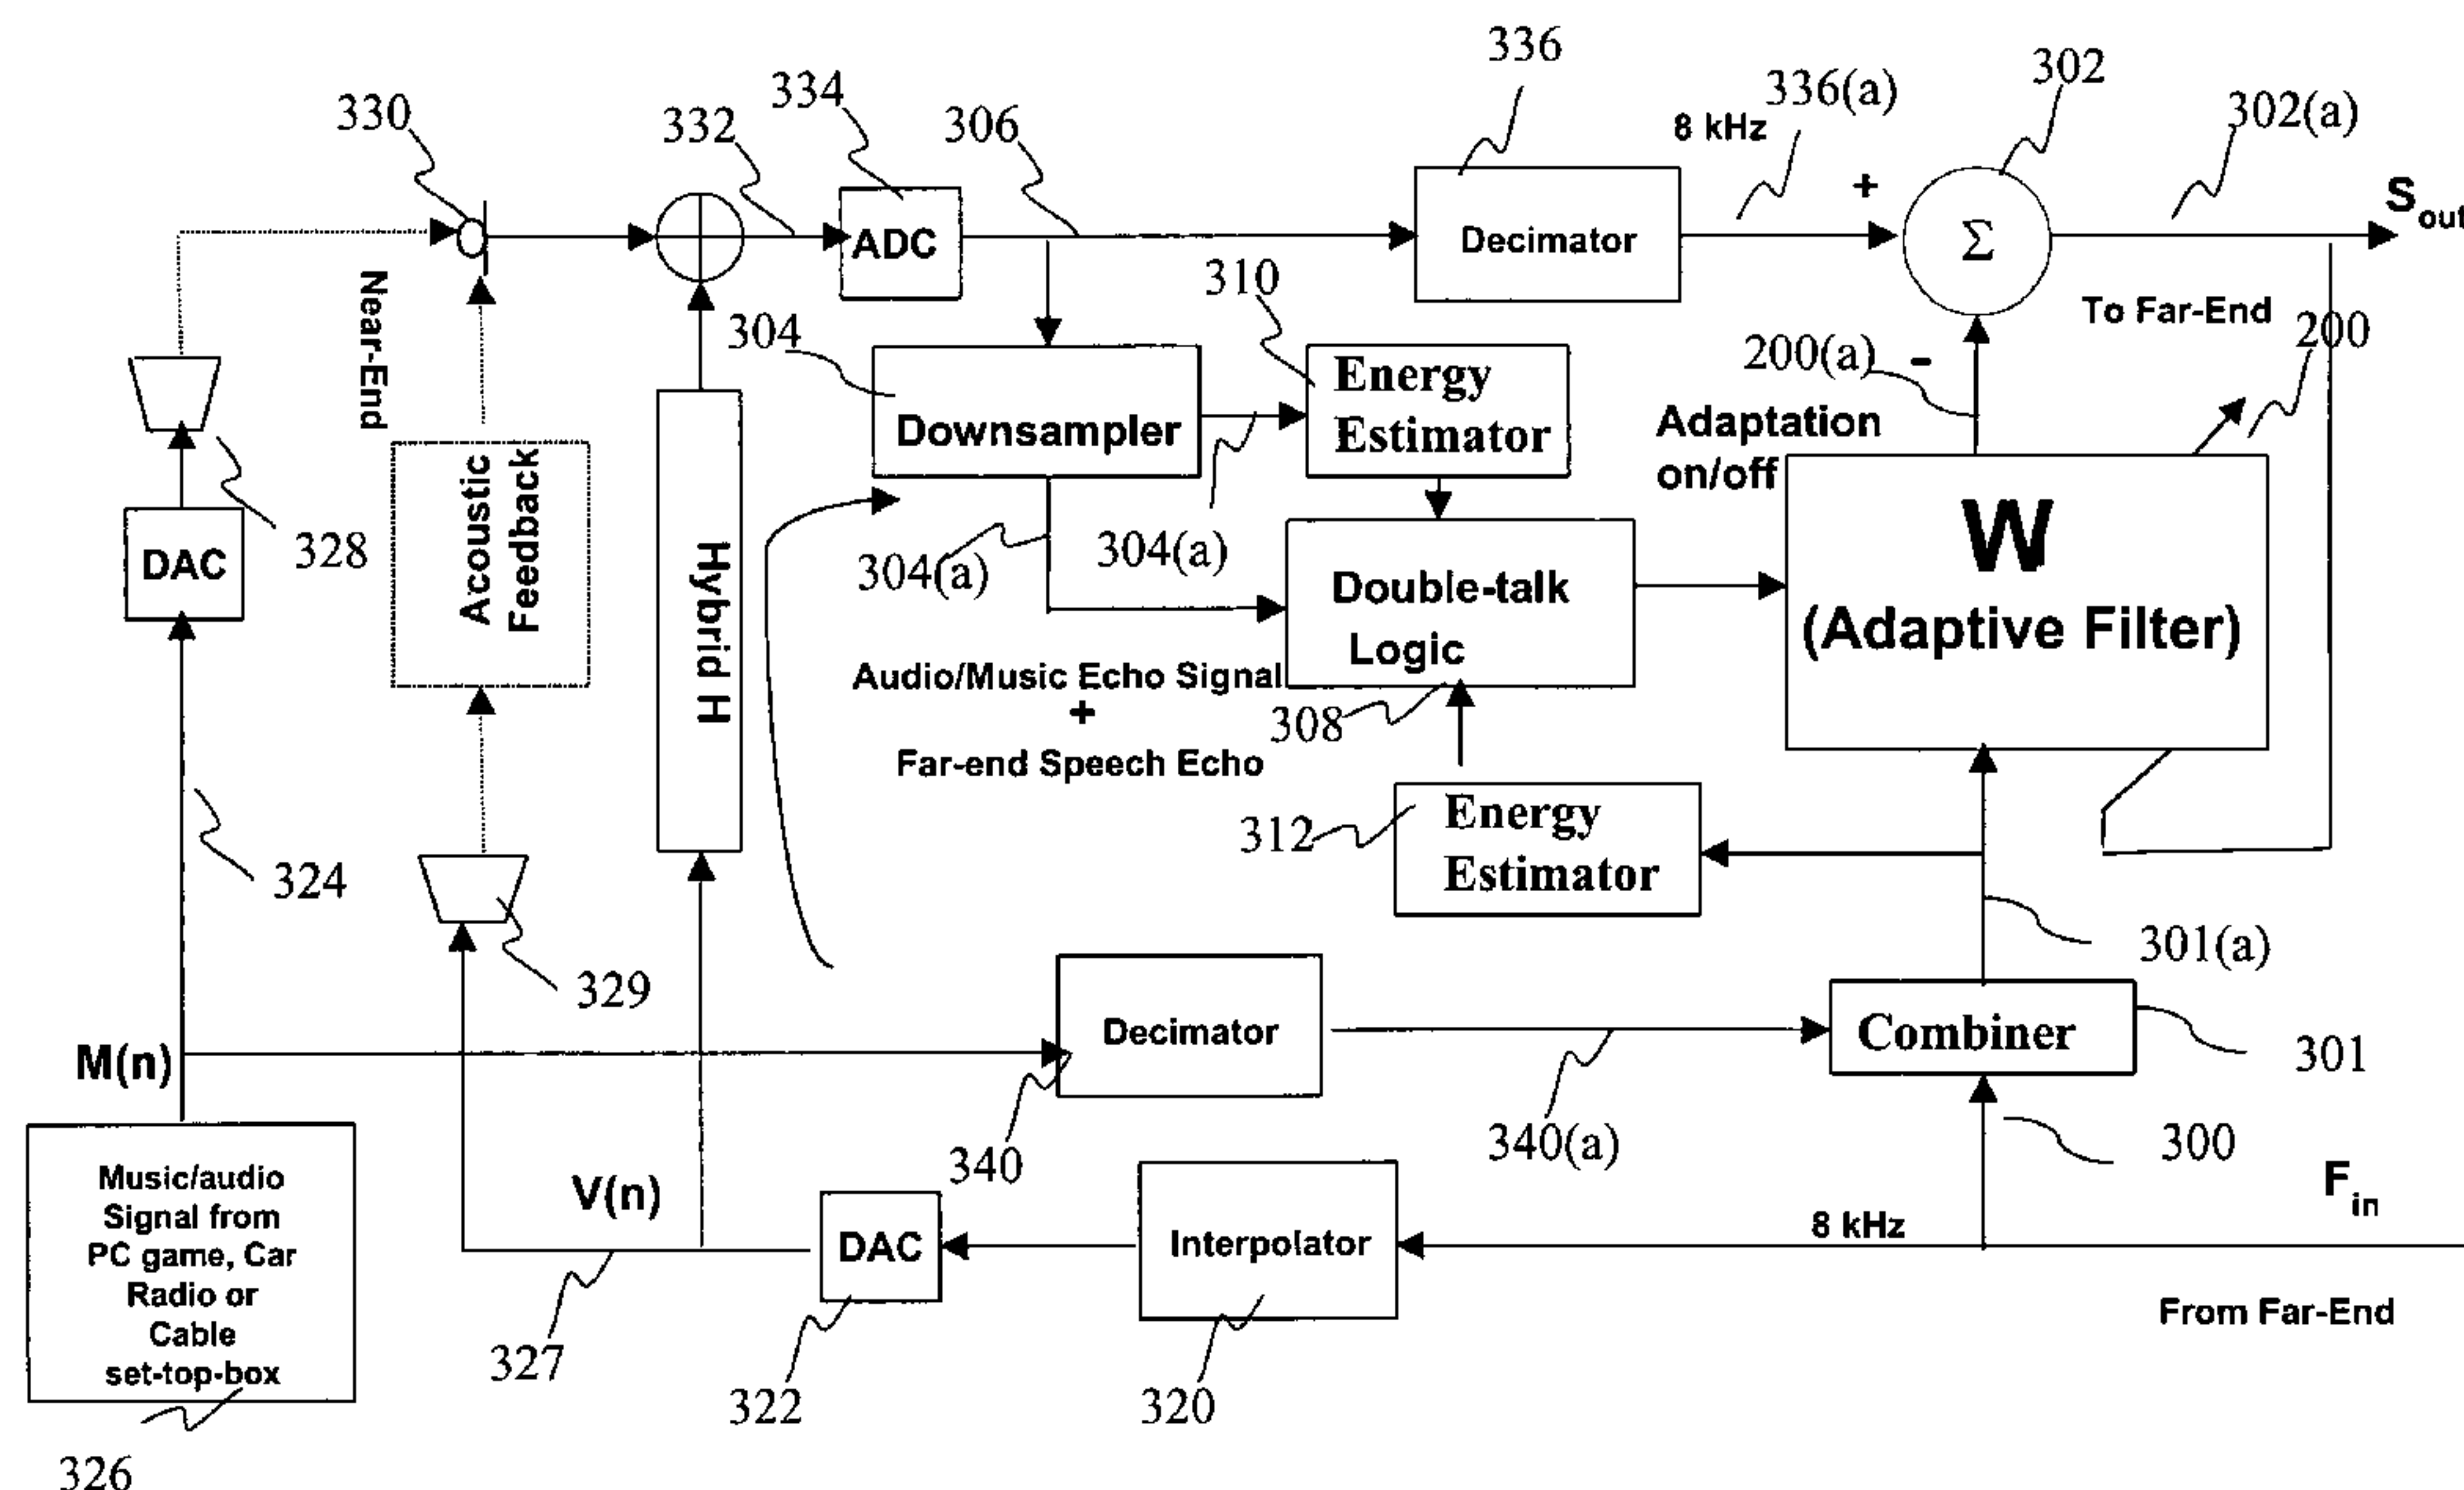 336
302
336(a)
302(a)
8 kHz
334
330
332
306
+
S out
ADC
Decimator
Σ
310
To Far-End
200
304
200(a)
-
Near-End
Downsampler
Energy
Estimator
Adaptation
on/off
W
(Adaptive Filter)
Acoustic
Feedback
DAC
328
Hybrid H
304(a)
304(a)
Double-talk
Logic
Audio/Music Echo Signal
+
Far-end Speech Echo
308
312
Energy
Estimator
324
329
301(a)
Decimator
Combiner
301
M(n)
340
340(a)
300
Music/audio
Signal from
PC game, Car
Radio or
Cable
set-top-box
V(n)
DAC
Interpolator
8 kHz
F in
From Far-End
327
322
320
326